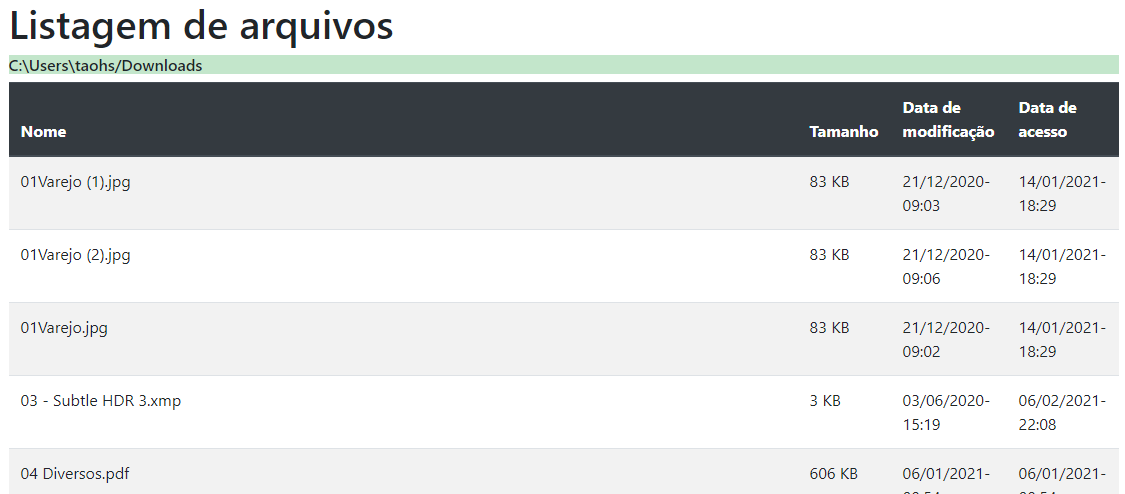 Listagem de arquivos
C:\Users\taohs/Downloads
Nome Tamanho Data de modificação Data de acesso
01Varejo (1).jpg 83 KB 21/12/2020-09:03 14/01/2021-18:29
01Varejo (2).jpg 83 KB 21/12/2020-09:06 14/01/2021-18:29
01Varejo.jpg 83 KB 21/12/2020-09:02 14/01/2021-18:29
03 - Subtle HDR 3.xmp 3 KB 03/06/2020-15:19 06/02/2021-22:08
04 Diversos.pdf 606 KB 06/01/2021- 06/01/2021-